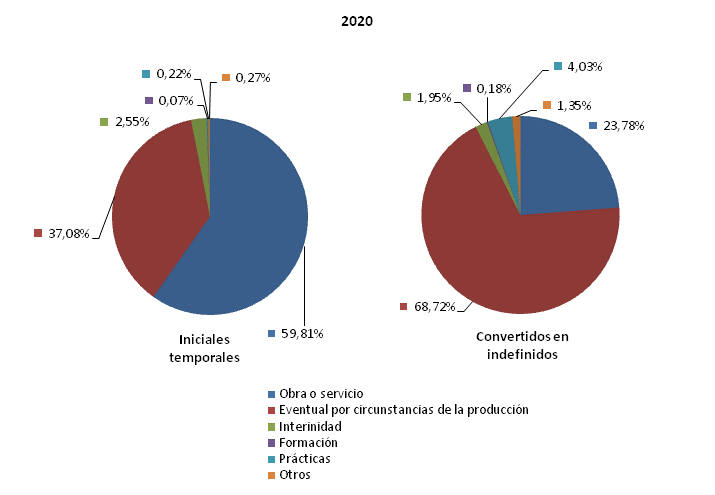 2020
0,22%
0,27%
0,07%
2,55%
37,08%
59,81%
Iniciales
temporales
4,03%
0,18%
1,95%
1,35%
23,78%
68,72%
Convertidos en
indefinidos
Obra o servicio
Eventual por circunstancias de la producción
Interinidad
Formación
Prácticas
Otros